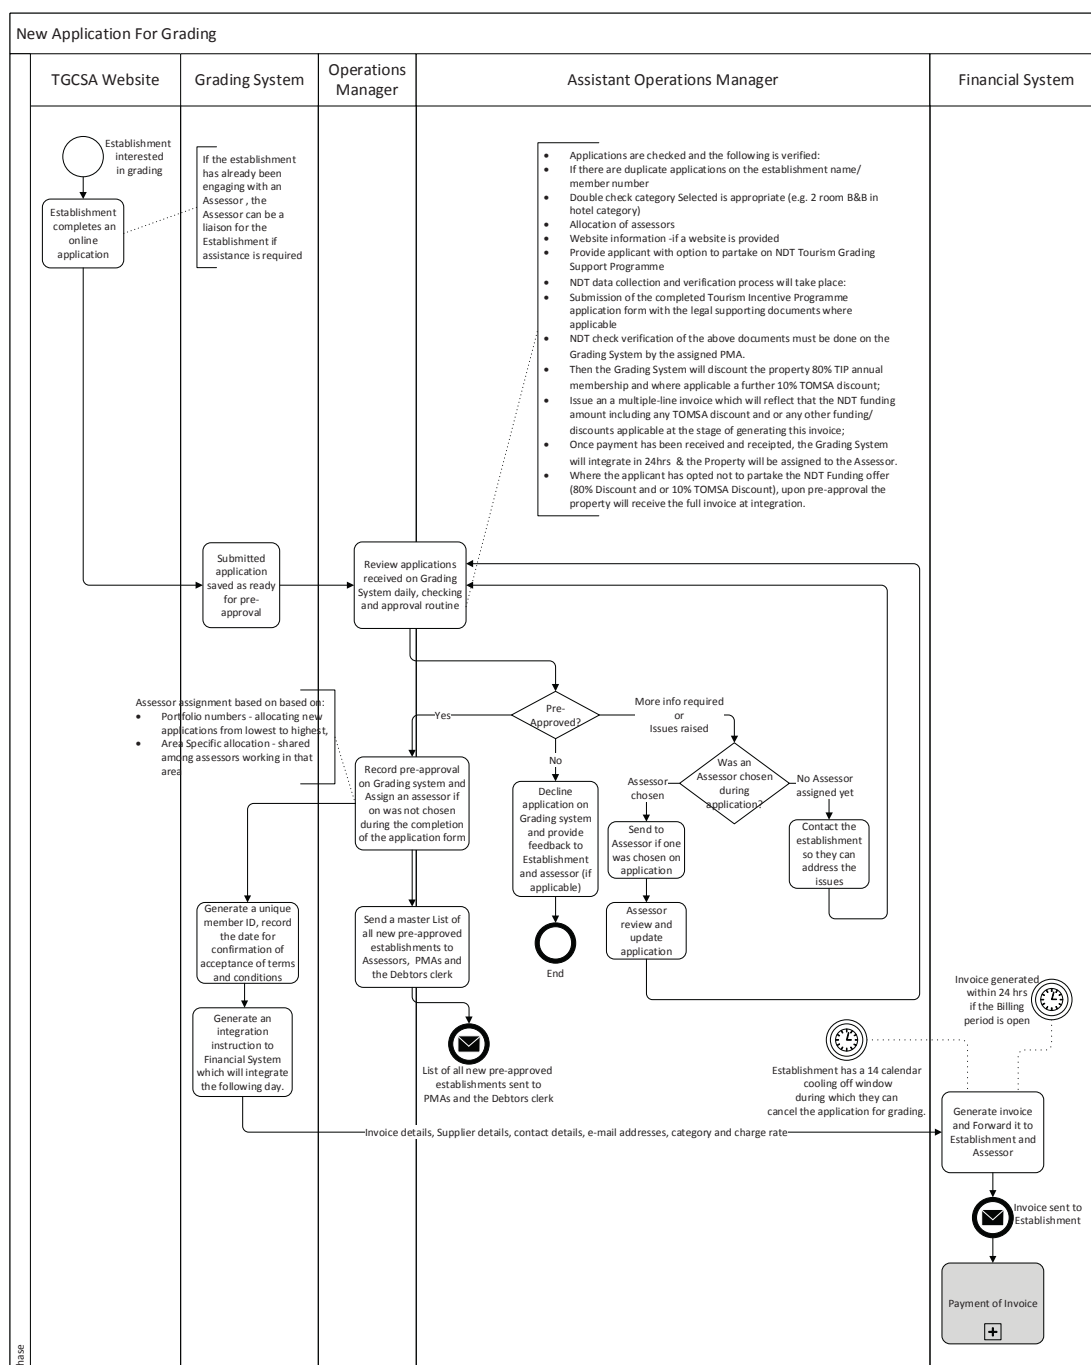 New Application For Grading
TGCSA Website
Grading System
Operations
Manager
Assistant Operations Manager
Financial System
Establishment
interested
in grading
Establishment
completes an
online
application
If the establishment
has already been
engaging with an
Assessor , the
Assessor can be a
liaison for the
Establishment if
assistance is required
• Applications are checked and the following is verified:
• If there are duplicate applications on the establishment name/
member number
• Double check category Selected is appropriate (e.g. 2 room B&B in
hotel category)
• Allocation of assessors
• Website information -if a website is provided
• Provide applicant with option to partake on NDT Tourism Grading
Support Programme
• NDT data collection and verification process will take place:
• Submission of the completed Tourism Incentive Programme
application form with the legal supporting documents where
applicable
• NDT check verification of the above documents must be done on the
Grading System by the assigned PMA.
• Then the Grading System will discount the property 80% TIP annual
membership and where applicable a further 10% TOMSA discount;
• Issue an a multiple-line invoice which will reflect that the NDT funding
amount including any TOMSA discount and or any other funding/
discounts applicable at the stage of generating this invoice;
• Once payment has been received and receipted, the Grading System
will integrate in 24hrs & the Property will be assigned to the Assessor.
• Where the applicant has opted not to partake the NDT Funding offer
(80% Discount and or 10% TOMSA Discount), upon pre-approval the
property will receive the full invoice at integration.
Submitted
application
saved as ready
for pre-
approval
Review applications
received on Grading
System daily, checking
and approval routine
Assessor assignment based on based on:
• Portfolio numbers - allocating new
applications from lowest to highest,
• Area Specific allocation - shared
among assessors working in that
area
Yes
Pre-
Approved?
More info required
or
Issues raised
No
Was an
Assessor chosen
during
application?
Assessor
chosen
No Assessor
assigned yet
Record pre-approval
on Grading system and
Assign an assessor if
on was not chosen
during the completion
of the application form
Decline
application on
Grading system
and provide
feedback to
Establishment
and assessor (if
applicable)
Send to
Assessor if one
was chosen on
application
Contact the
establishment
so they can
address the
issues
Generate a unique
member ID, record
the date for
confirmation of
acceptance of terms
and conditions
Send a master List of
all new pre-approved
establishments to
Assessors, PMAs and
the Debtors clerk
Assessor
review and
update
application
End
Generate an
integration
instruction to
Financial System
which will integrate
the following day.
List of all new pre-approved
establishments sent to
PMAs and the Debtors clerk
Invoice generated
within 24 hrs
if the Billing
period is open
Establishment has a 14 calendar
cooling off window
during which they can
cancel the application for grading.
Invoice details, Supplier details, contact details, e-mail addresses, category and charge rate
Generate invoice
and Forward it to
Establishment and
Assessor
Invoice sent to
Establishment
Payment of Invoice
hase